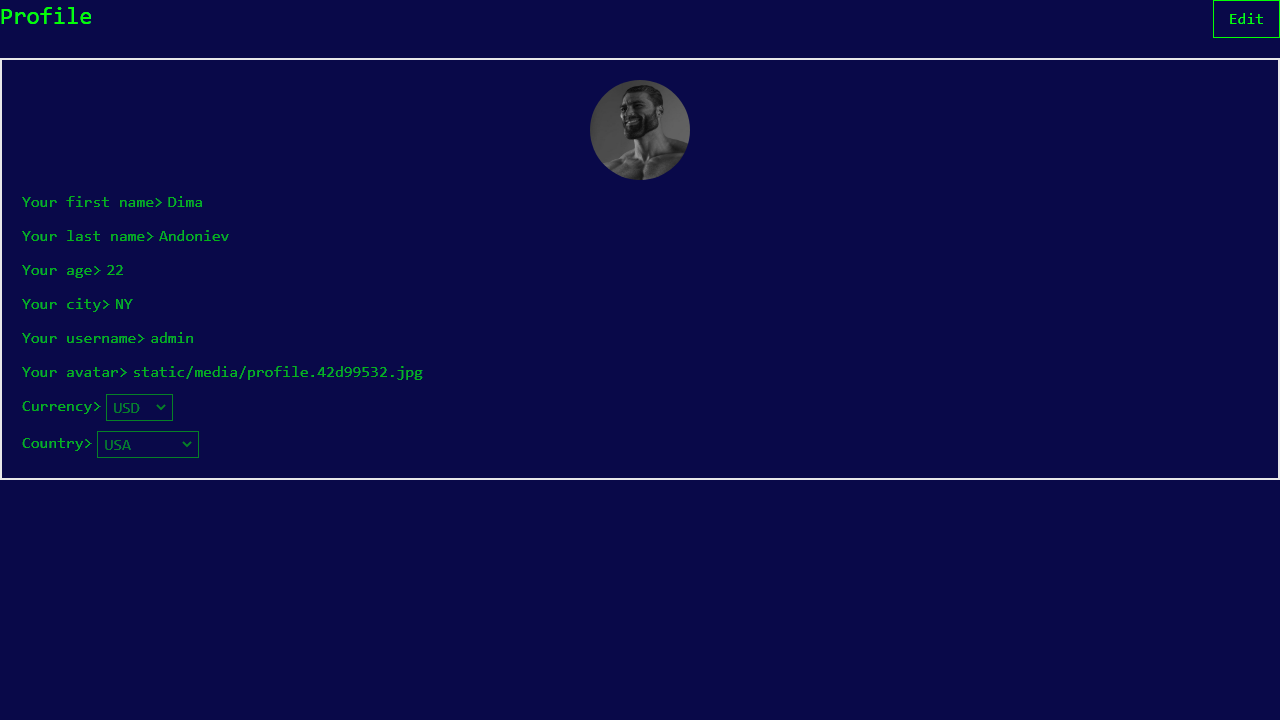 Profile
Edit
Your first name> Dima
Your last name> Andoniev
Your age> 22
Your city> NY
Your username> admin
Your avatar> static/media/profile.42d99532.jpg
Currency> USD
Country> USA